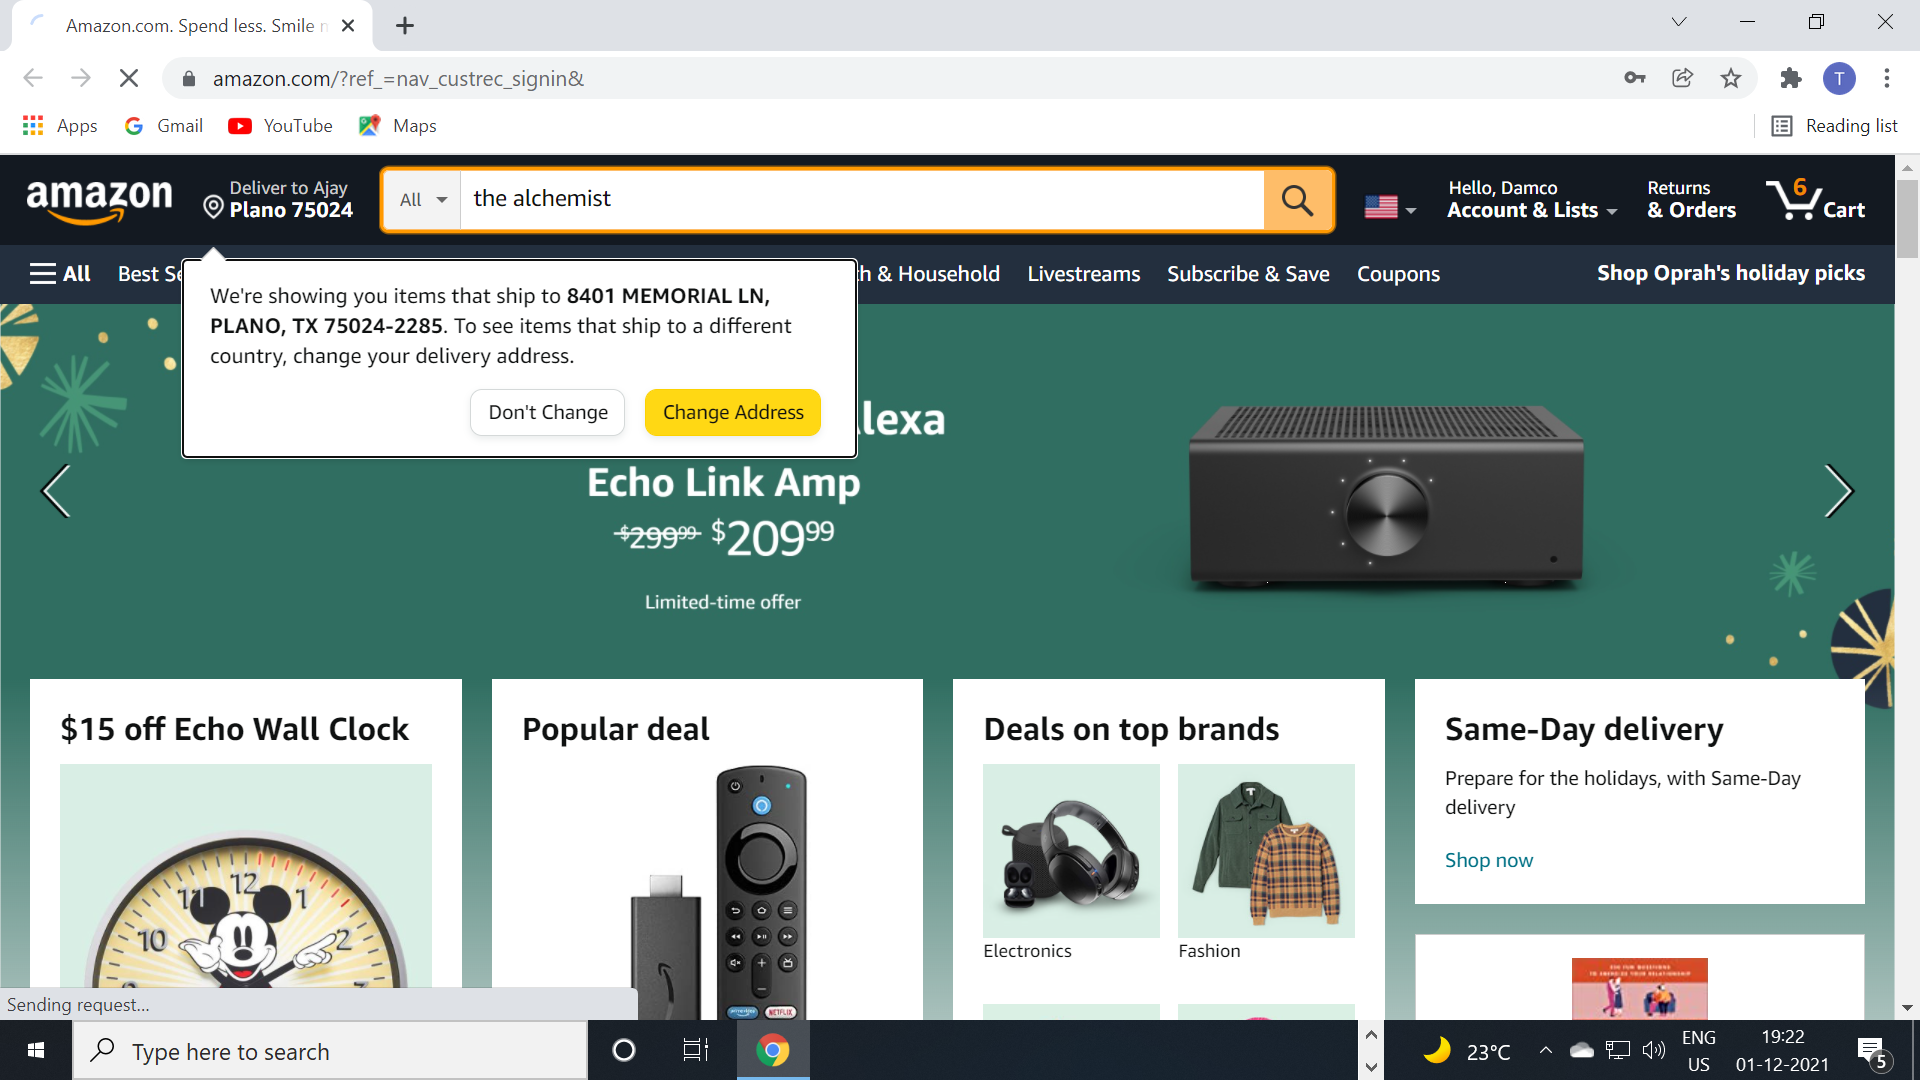 Amazon.com. Spend less. Smile
amazon.com/?ref_=nav_custrec_signin&
T
Apps
Gmail
YouTube
Maps
Reading list
amazon
Deliver to Ajay
Plano 75024
All
the alchemist
Hello, Damco
Account & Lists
Returns
& Orders
6
Cart
All
Best Se
h & Household
Livestreams
Subscribe & Save
Coupons
Shop Oprah's holiday picks
We're showing you items that ship to 8401 MEMORIAL LN,
PLANO, TX 75024-2285. To see items that ship to a different
country, change your delivery address.
Don't Change
Change Address
lexa
Echo Link Amp
$299.99 $209.99
Limited-time offer
$15 off Echo Wall Clock
Popular deal
Deals on top brands
Same-Day delivery
Prepare for the holidays, with Same-Day
delivery
Shop now
11
12
1
10
2
Electronics
Fashion
NETFLIX
Sending request...
Type here to search
23°C
ENG
US
19:22
01-12-2021
5